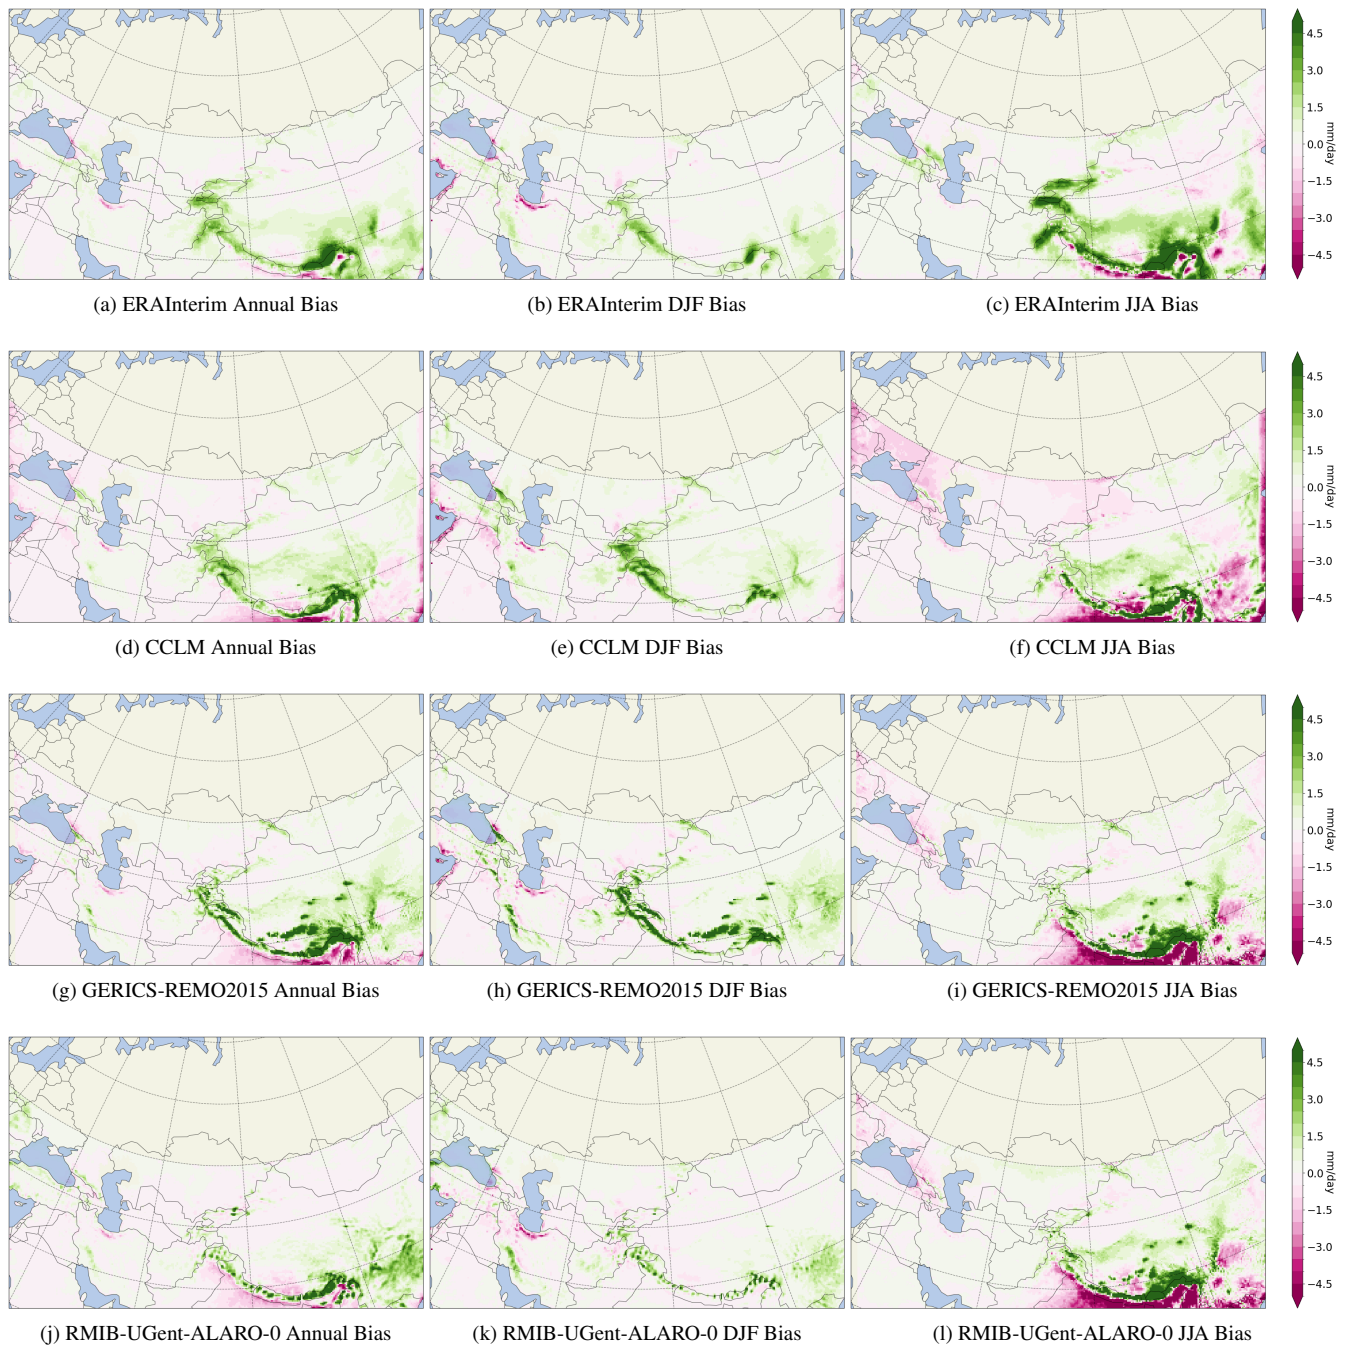 4.5
3.0
1.5
0.0
−1.5
−3.0
−4.5
mm/day
(a) ERAInterim Annual Bias
(b) ERAInterim DJF Bias
(c) ERAInterim JJA Bias
4.5
3.0
1.5
0.0
−1.5
−3.0
−4.5
mm/day
(d) CCLM Annual Bias
(e) CCLM DJF Bias
(f) CCLM JJA Bias
4.5
3.0
1.5
0.0
−1.5
−3.0
−4.5
mm/day
(g) GERICS-REMO2015 Annual Bias
(h) GERICS-REMO2015 DJF Bias
(i) GERICS-REMO2015 JJA Bias
4.5
3.0
1.5
0.0
−1.5
−3.0
−4.5
mm/day
(j) RMIB-UGent-ALARO-0 Annual Bias
(k) RMIB-UGent-ALARO-0 DJF Bias
(l) RMIB-UGent-ALARO-0 JJA Bias